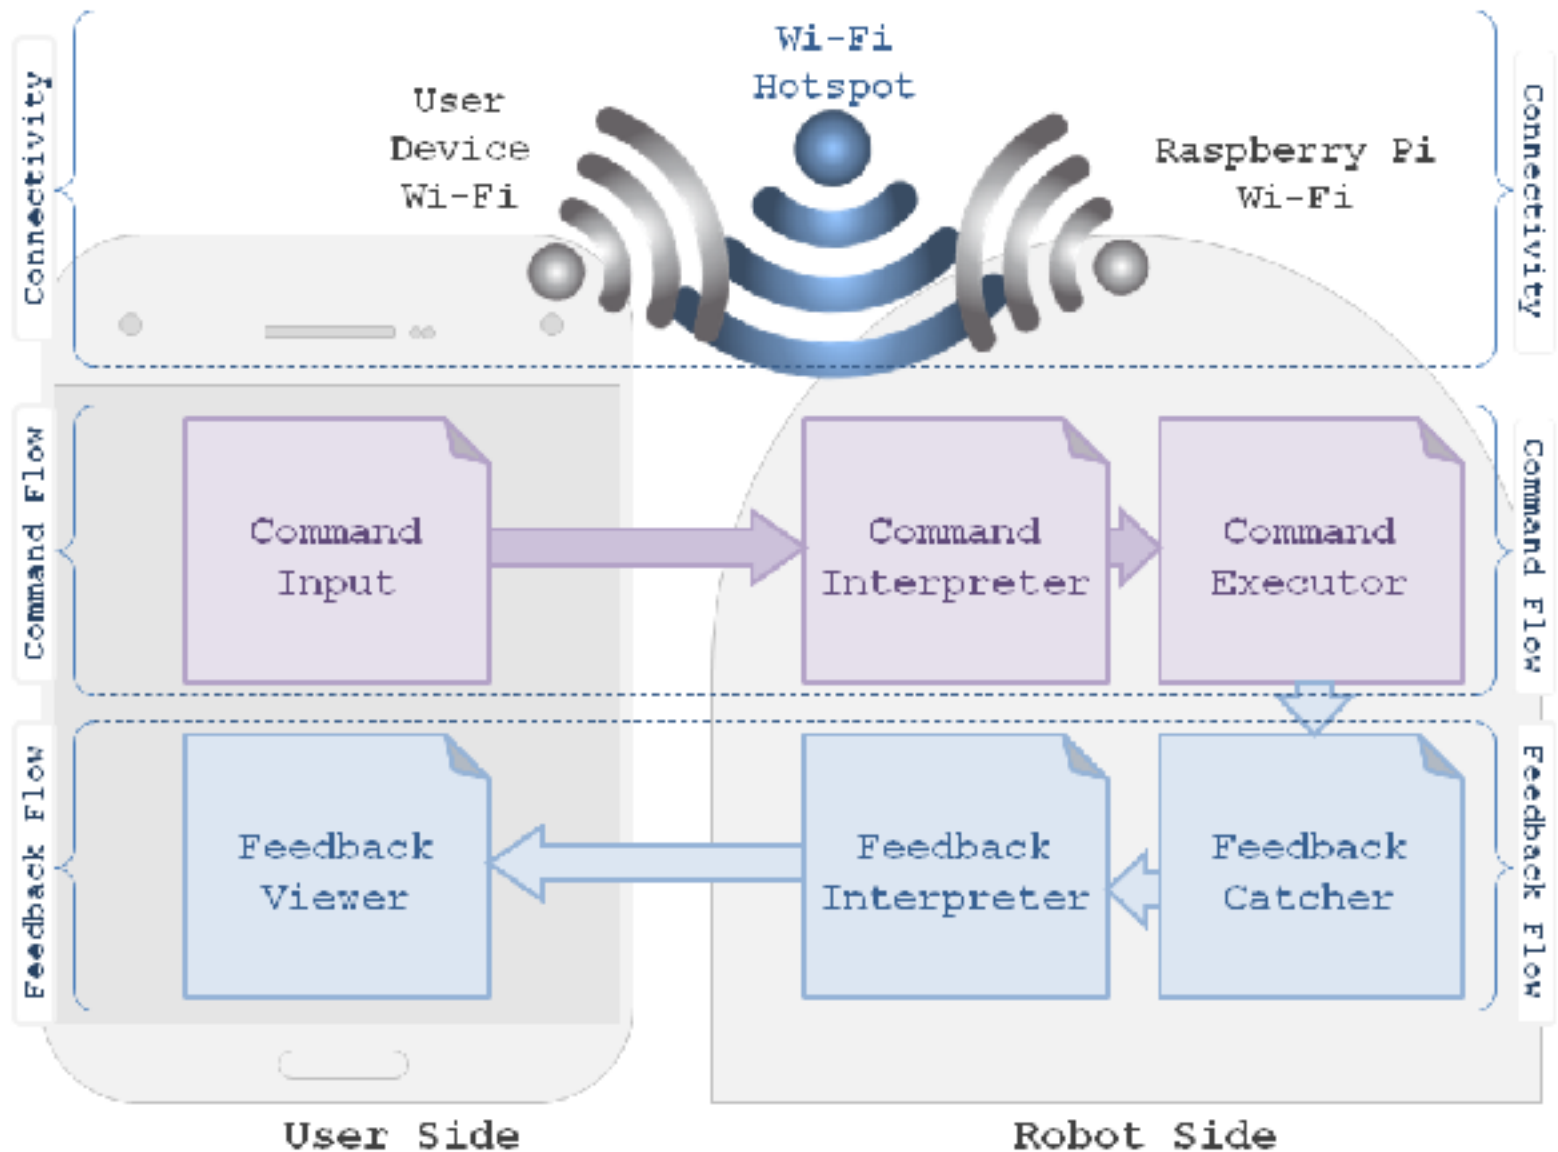 Wi-Fi
Hotspot
User
Device
Wi-Fi
Raspberry Pi
Wi-Fi
Connectivity
Connectivity
Command Flow
Command
Input
Command
Interpreter
Command
Executor
Command Flow
Feedback Flow
Feedback
Viewer
Feedback
Interpreter
Feedback
Catcher
Feedback Flow
User Side
Robot Side